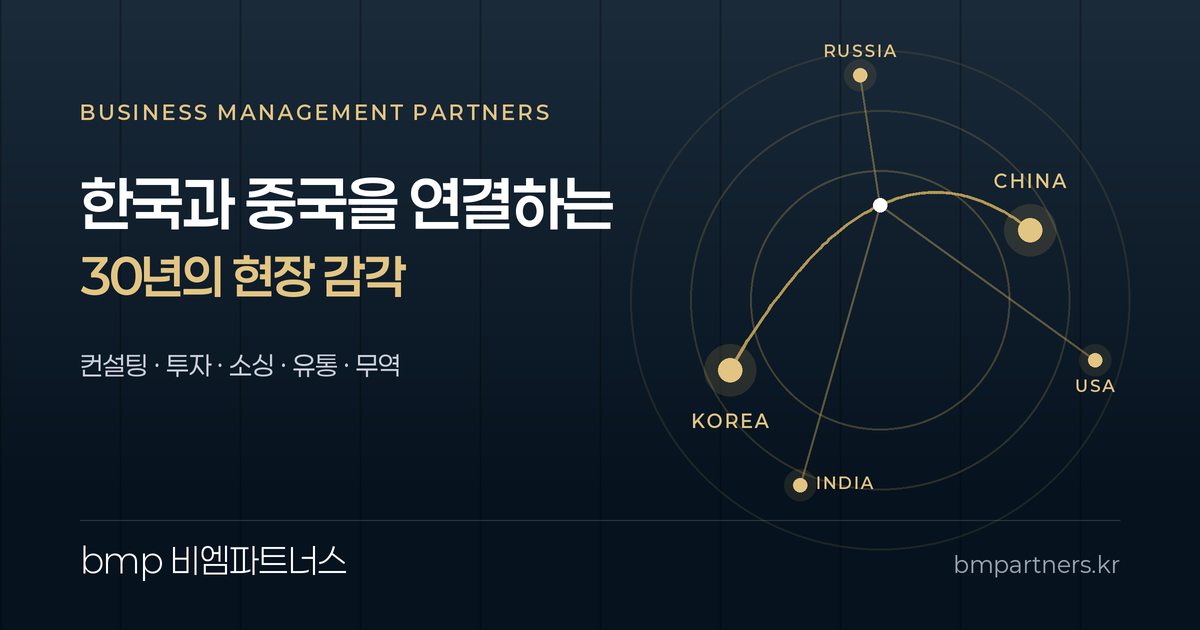 BUSINESS MANAGEMENT PARTNERS
한국과 중국을 연결하는
30년의 현장 감각
컨설팅 · 투자 · 소싱 · 유통 · 무역
RUSSIA
CHINA
USA
KOREA
INDIA
bmp 비엠파트너스
bmpartners.kr